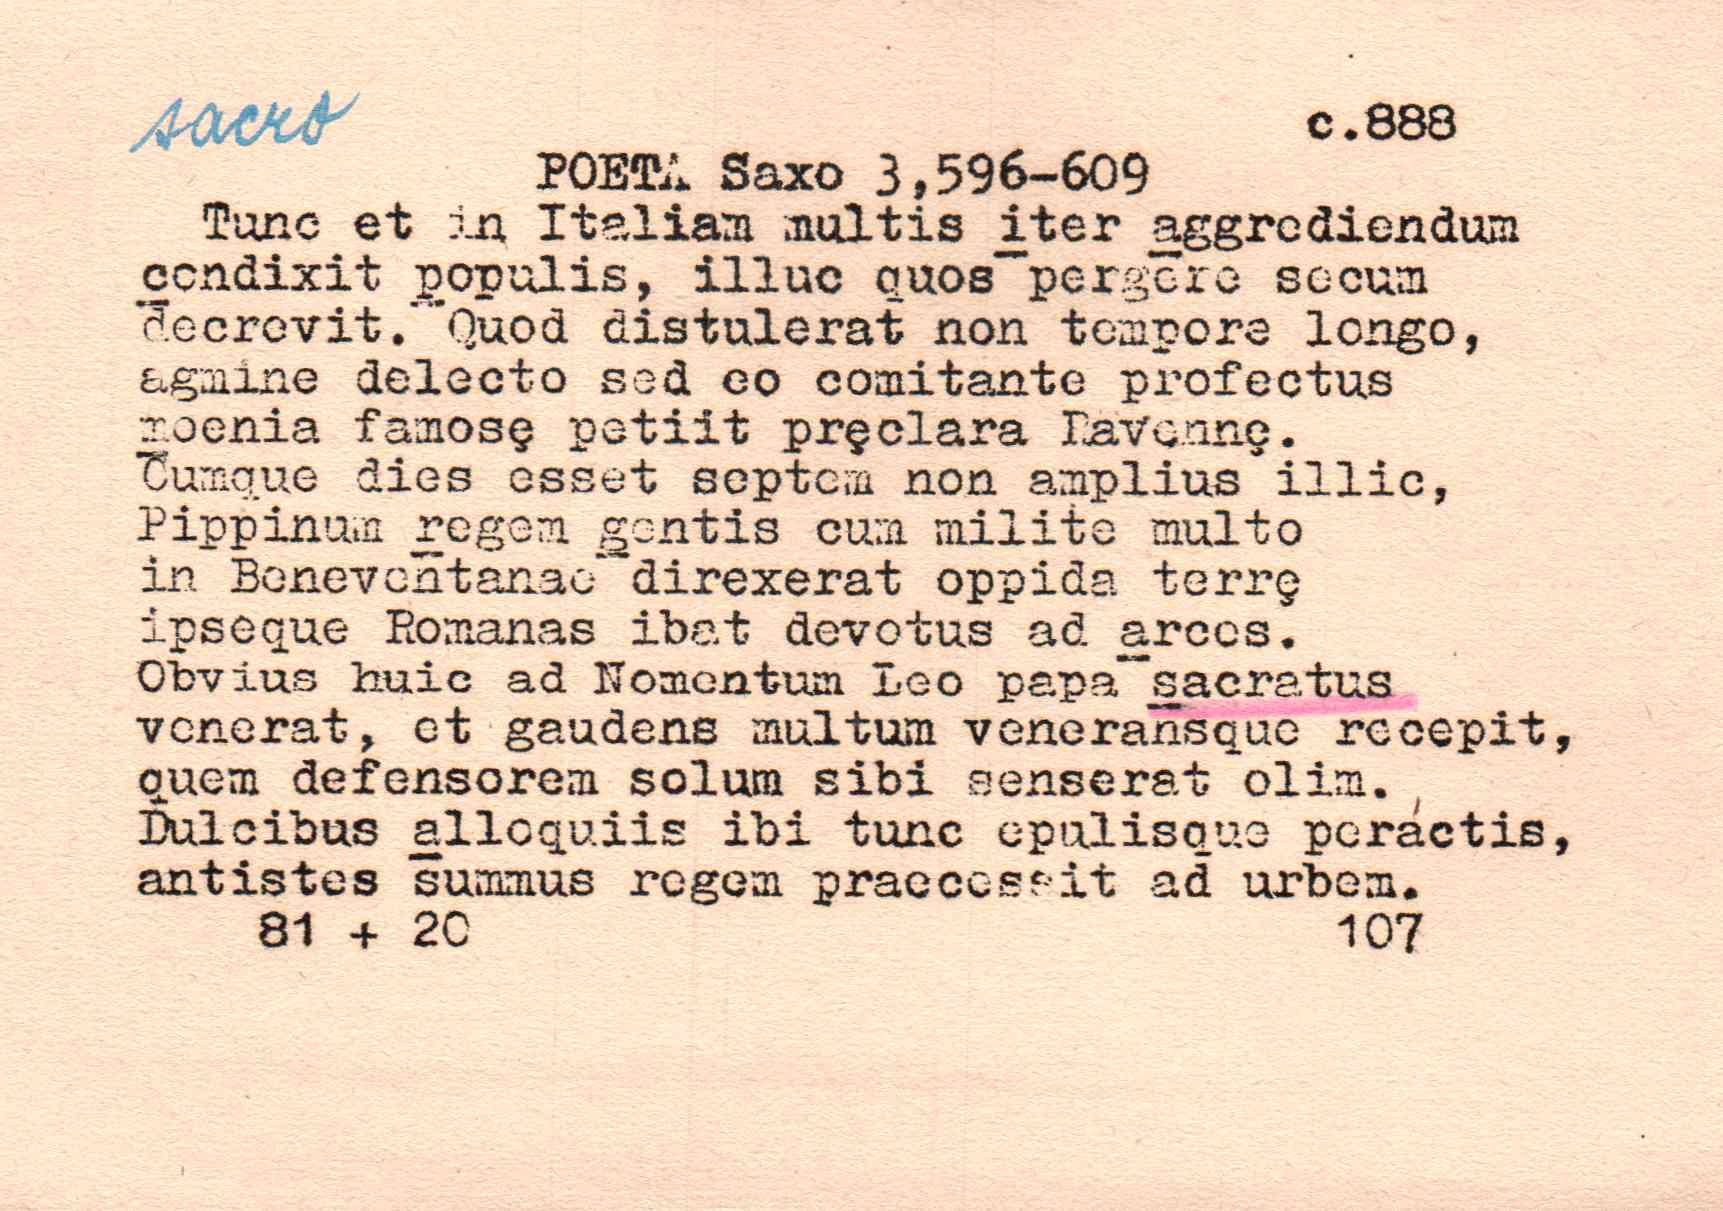 sacro
c.888
POETA Saxo 3,596-609
Tunc et in Italiam multis iter aggrediendum
condixit populis, illuc quos pergere secum
decrevit. Quod distulerat non tempore longo,
agmine delecto sed eo comitante profectus
moenia famosę petiit pręclara Ravennę.
Cumque dies esset septem non amplius illic,
Pippinum regem gentis cum milite multo
in Beneventanae direxerat oppida terrę
ipseque Romanas ibat devotus ad arces.
Obvius huic ad Nomentum Leo papa sacratus
venerat, et gaudens multum veneransque recepit,
quem defensorem solum sibi senserat olim.
Dulcibus alloquiis ibi tunc epulisque peráctis,
antistes summus regem praecessit ad urbem.
81 + 20
107